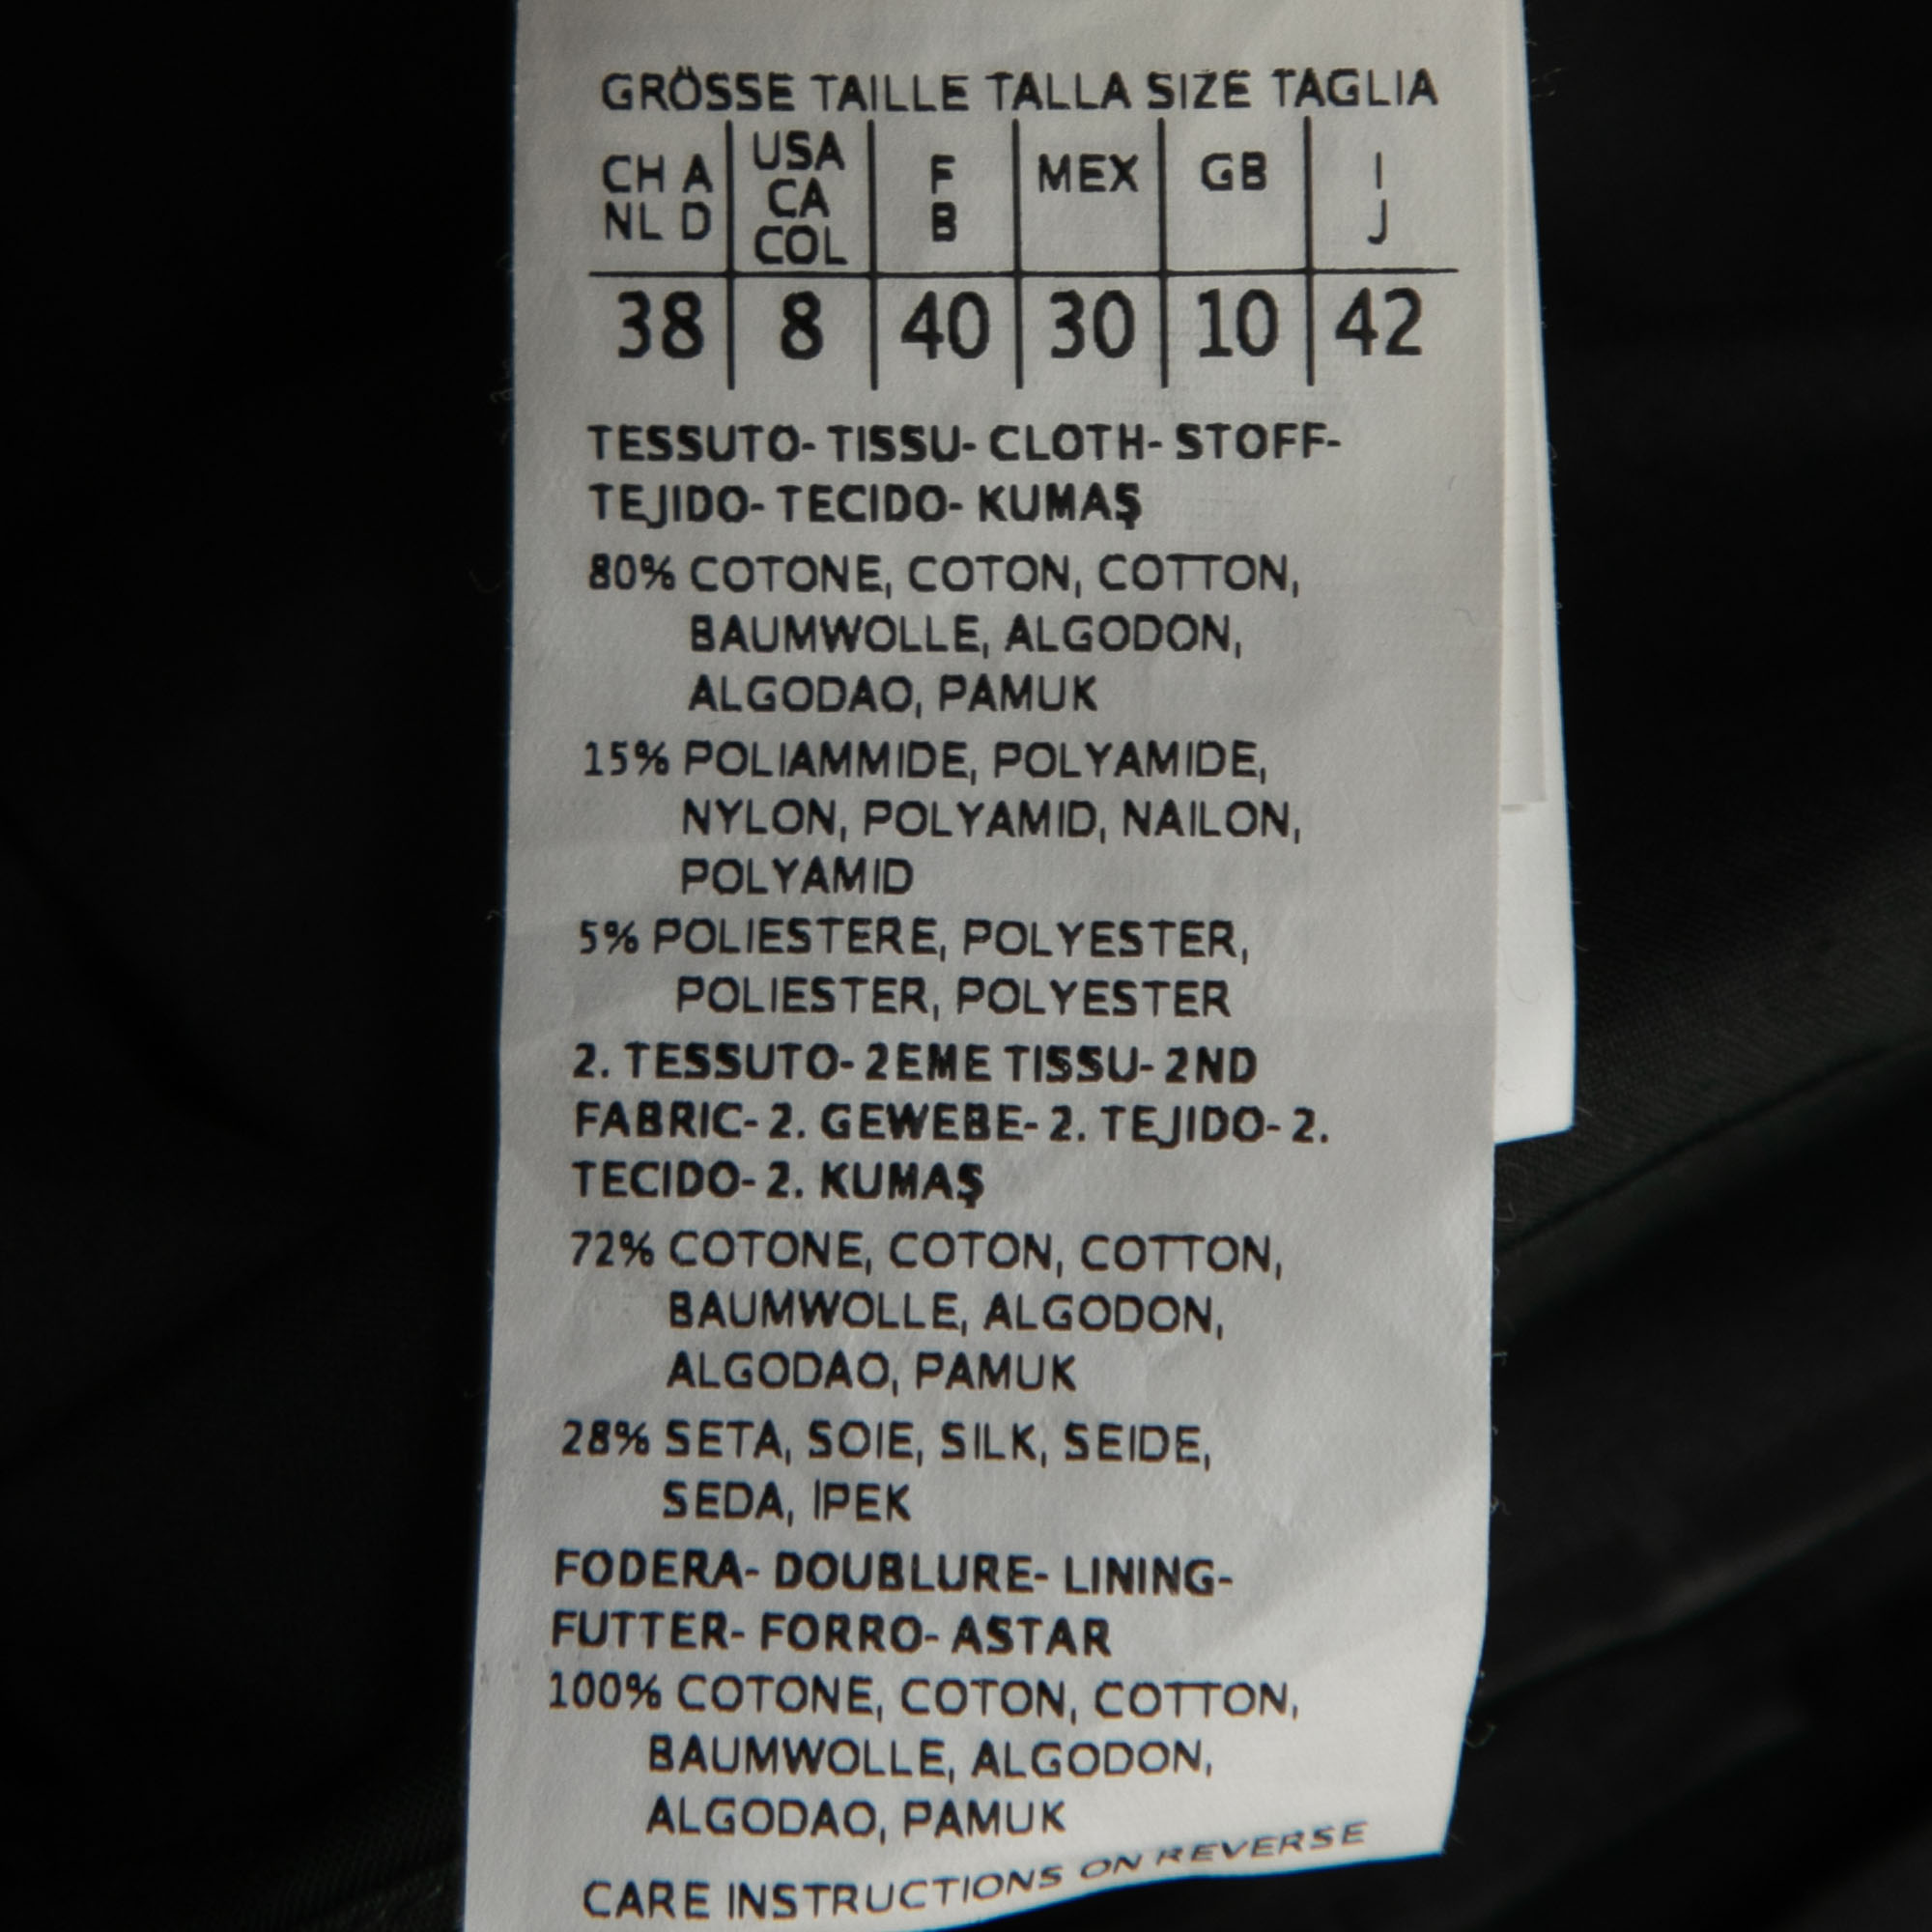 GRÖSSE TAILLE TALLA SIZE TAGLIA
CH A NL D | USA CA COL | F B | MEX | GB | I J
38 | 8 | 40 | 30 | 10 | 42
TESSUTO- TISSU- CLOTH- STOFF-
TEJIDO- TECIDO- KUMAŞ
80% COTONE, COTON, COTTON,
BAUMWOLLE, ALGODON,
ALGODAO, PAMUK
15% POLIAMMIDE, POLYAMIDE,
NYLON, POLYAMID, NAILON,
POLYAMID
5% POLIESTERE, POLYESTER,
POLIESTER, POLYESTER
2. TESSUTO- 2EME TISSU- 2ND
FABRIC- 2. GEWEBE- 2. TEJIDO- 2.
TECIDO- 2. KUMAŞ
72% COTONE, COTON, COTTON,
BAUMWOLLE, ALGODON,
ALGODAO, PAMUK
28% SETA, SOIE, SILK, SEIDE,
SEDA, İPEK
FODERA- DOUBLURE- LINING-
FUTTER- FORRO- ASTAR
100% COTONE, COTON, COTTON,
BAUMWOLLE, ALGODON,
ALGODAO, PAMUK
CARE INSTRUCTIONS ON REVERSE